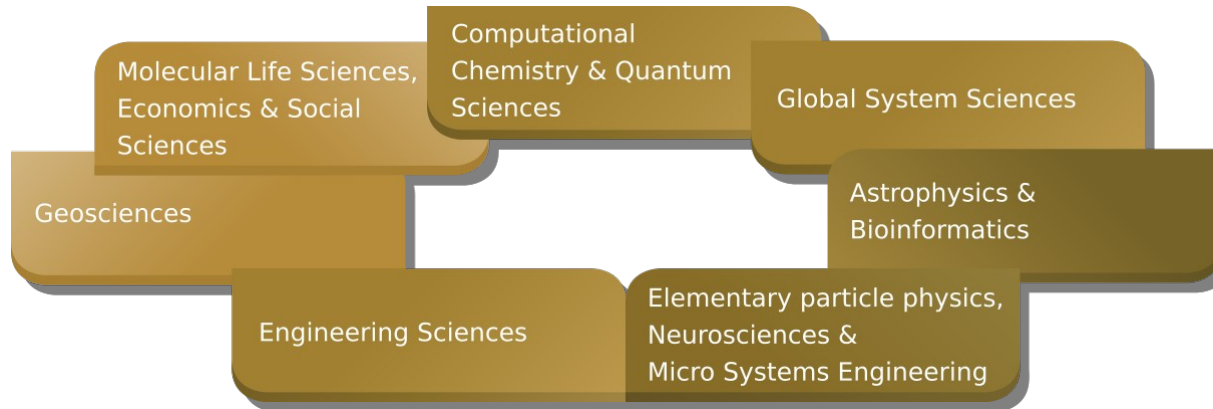 Computational
Chemistry & Quantum
Sciences
Molecular Life Sciences,
Economics & Social
Sciences
Global System Sciences
Geosciences
Astrophysics &
Bioinformatics
Engineering Sciences
Elementary particle physics,
Neurosciences &
Micro Systems Engineering